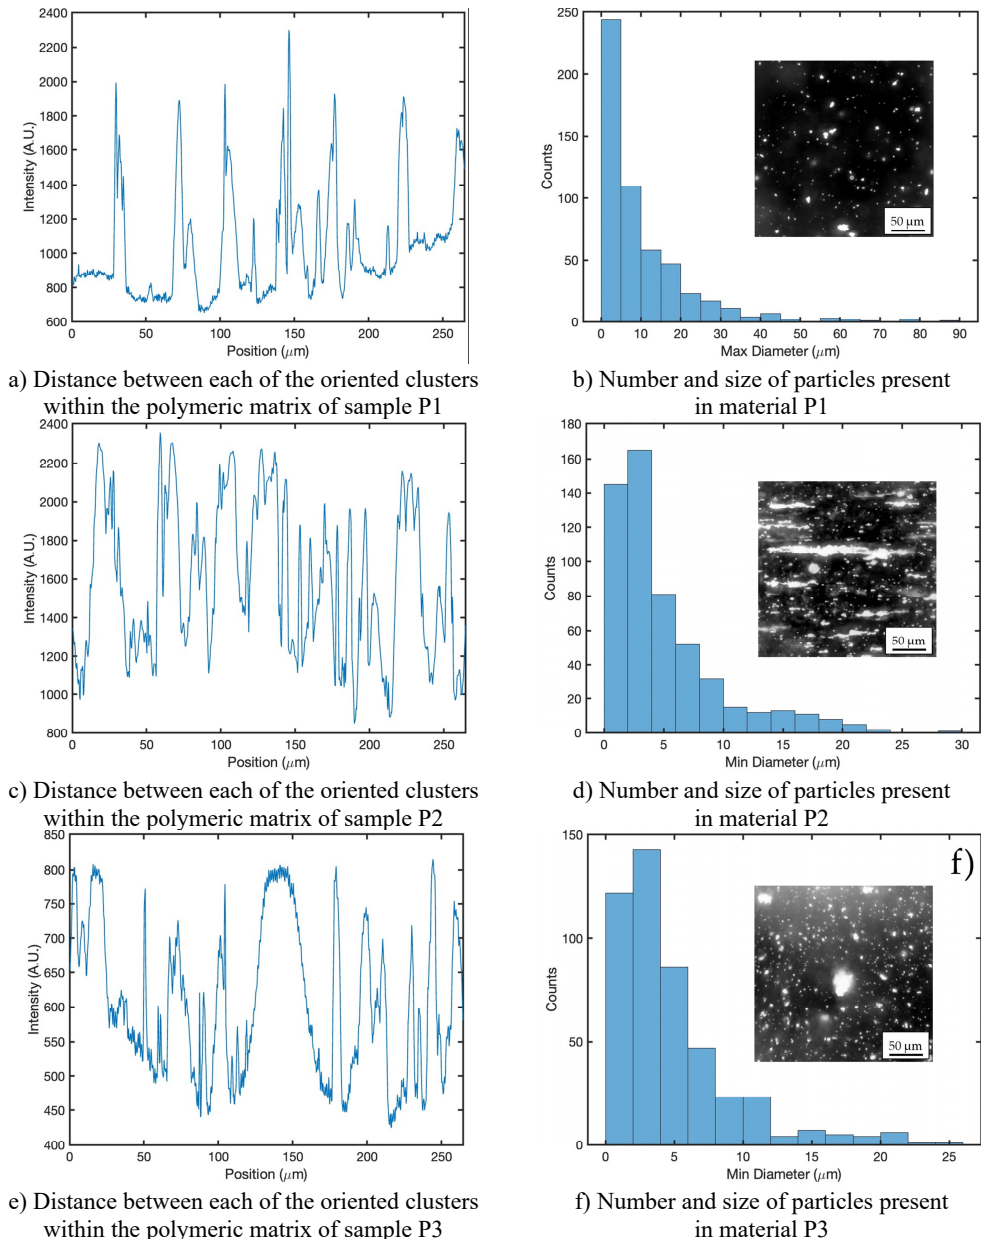 2400
2200
2000
1800
1600
1400
1200
1000
800
600
Intensity (A.U.)
0 50 100 150 200 250
Position (μm)
250
200
150
100
50
0
Counts
50 μm
0 10 20 30 40 50 60 70 80 90
Max Diameter (μm)
a) Distance between each of the oriented clusters
within the polymeric matrix of sample P1
b) Number and size of particles present
in material P1
2400
2200
2000
1800
1600
1400
1200
1000
800
Intensity (A.U.)
0 50 100 150 200 250
Position (μm)
180
160
140
120
100
80
60
40
20
0
Counts
50 μm
0 5 10 15 20 25 30
Min Diameter (μm)
c) Distance between each of the oriented clusters
within the polymeric matrix of sample P2
d) Number and size of particles present
in material P2
850
800
750
700
650
600
550
500
450
400
Intensity (A.U.)
0 50 100 150 200 250
Position (μm)
150
100
50
0
Counts
f)
50 μm
0 5 10 15 20 25
Min Diameter (μm)
e) Distance between each of the oriented clusters
within the polymeric matrix of sample P3
f) Number and size of particles present
in material P3